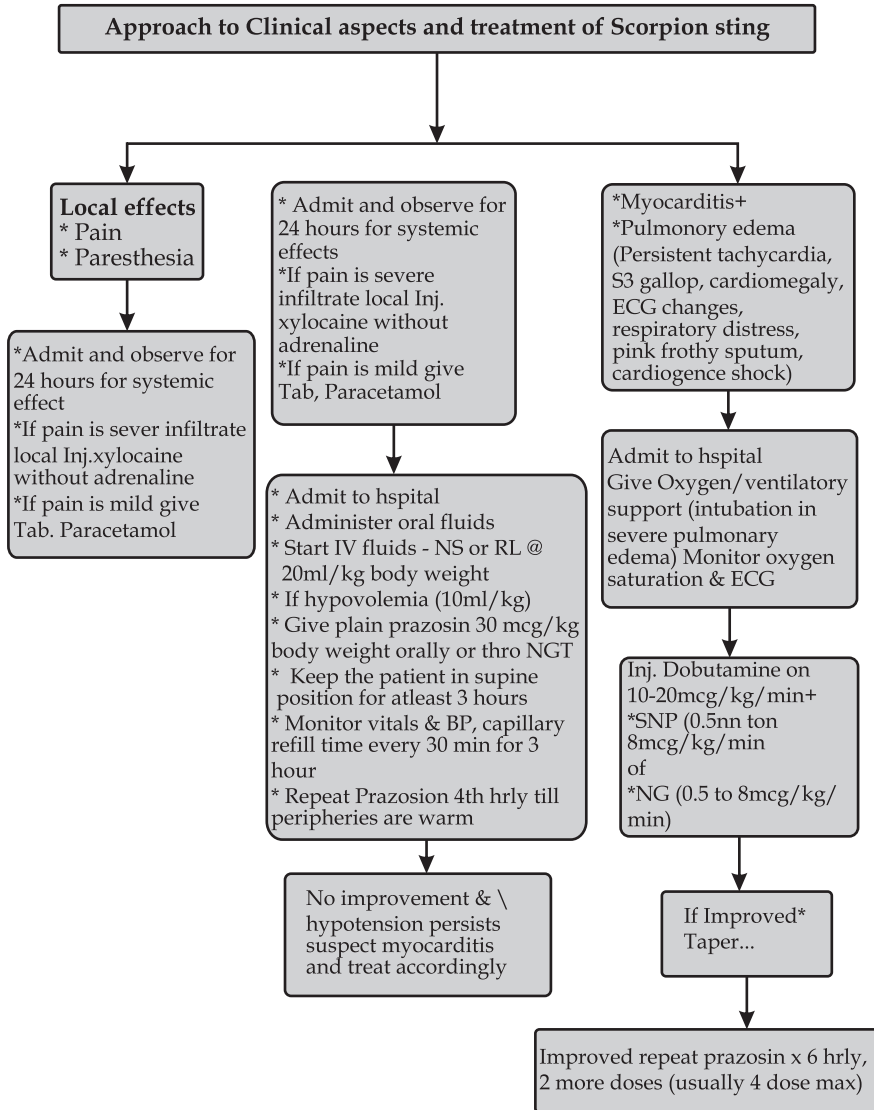 Approach to Clinical aspects and treatment of Scorpion sting
Local effects
* Pain
* Paresthesia
*Admit and observe for
24 hours for systemic
effect
*If pain is sever infiltrate
local Inj.xylocaine
without adrenaline
*If pain is mild give
Tab. Paracetamol
* Admit and observe for
24 hours for systemic
effects
*If pain is severe
infiltrate local Inj.
xylocaine without
adrenaline
*If pain is mild give
Tab, Paracetamol
* Admit to hspital
* Administer oral fluids
* Start IV fluids - NS or RL @
20ml/kg body weight
* If hypovolemia (10ml/kg)
* Give plain prazosin 30 mcg/kg
body weight orally or thro NGT
* Keep the patient in supine
position for atleast 3 hours
* Monitor vitals & BP, capillary
refill time every 30 min for 3
hour
* Repeat Prazosion 4th hrly till
peripheries are warm
No improvement & \
hypotension persists
suspect myocarditis
and treat accordingly
*Myocarditis+
*Pulmonory edema
(Persistent tachycardia,
S3 gallop, cardiomegaly,
ECG changes,
respiratory distress,
pink frothy sputum,
cardiogence shock)
Admit to hspital
Give Oxygen/ventilatory
support (intubation in
severe pulmonary
edema) Monitor oxygen
saturation & ECG
Inj. Dobutamine on
10-20mcg/kg/min+
*SNP (0.5nn ton
8mcg/kg/min
of
*NG (0.5 to 8mcg/kg/
min)
If Improved*
Taper...
Improved repeat prazosin x 6 hrly,
2 more doses (usually 4 dose max)